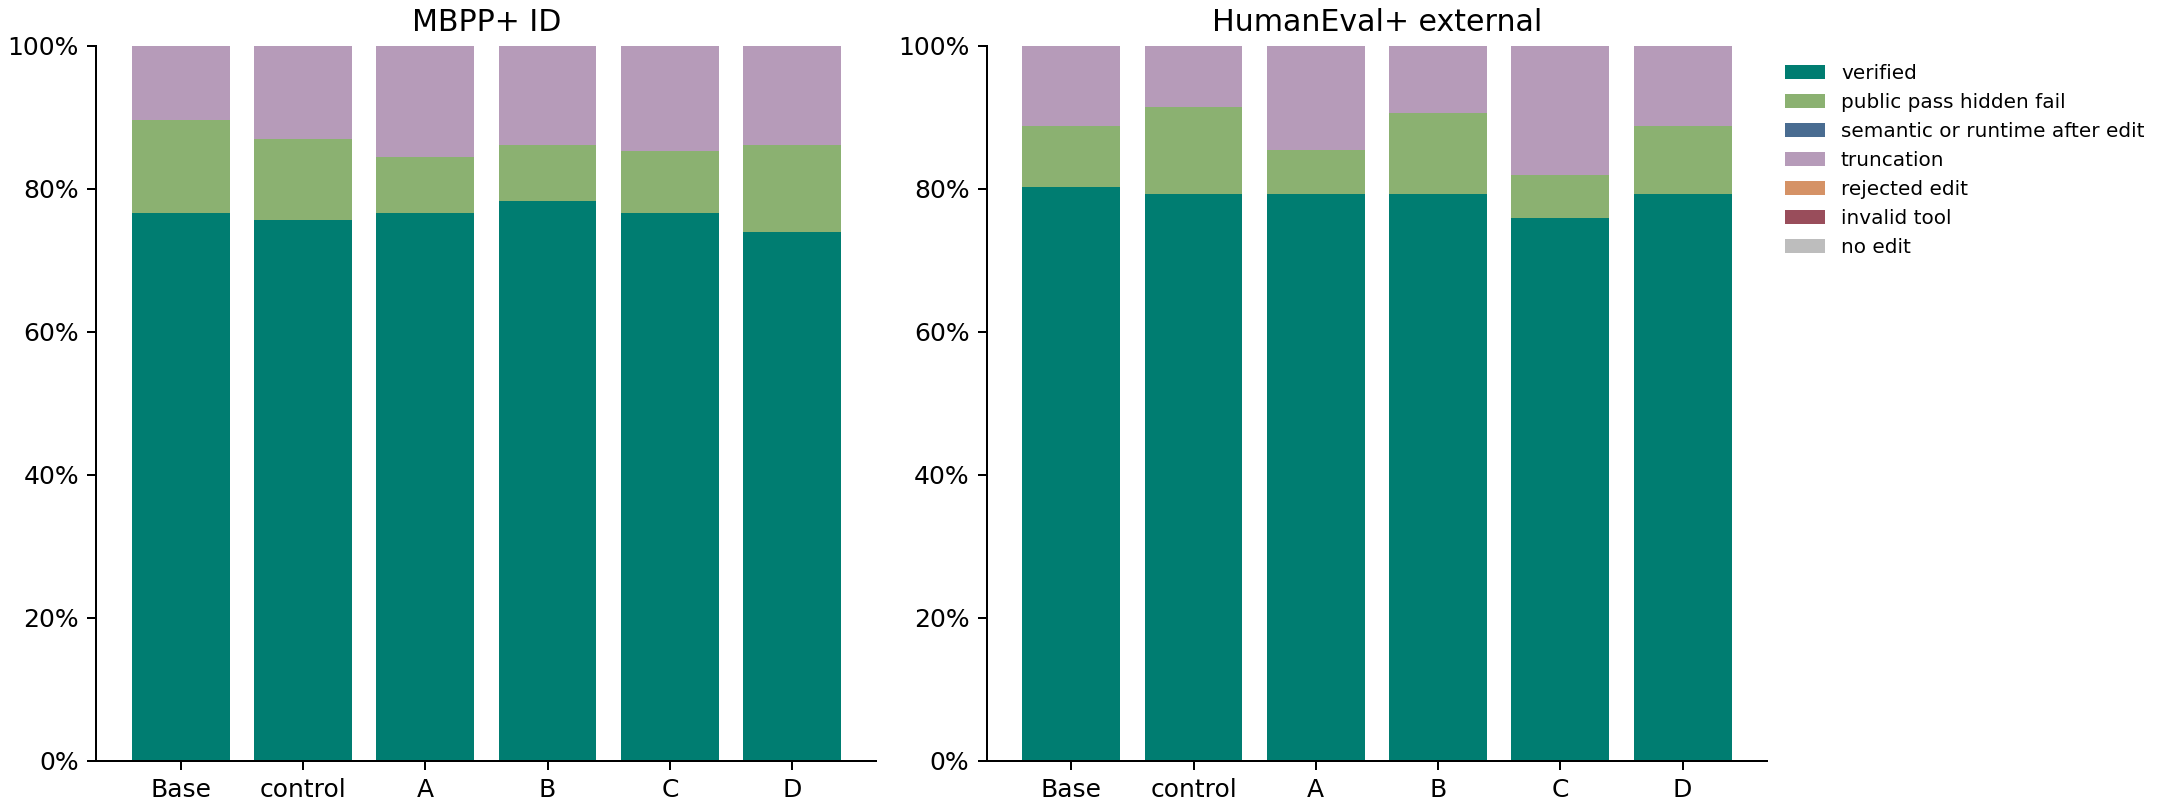 MBPP+ ID
100%
80%
60%
40%
20%
0%
Base control A B C D
HumanEval+ external
100%
80%
60%
40%
20%
0%
Base control A B C D
verified
public pass hidden fail
semantic or runtime after edit
truncation
rejected edit
invalid tool
no edit